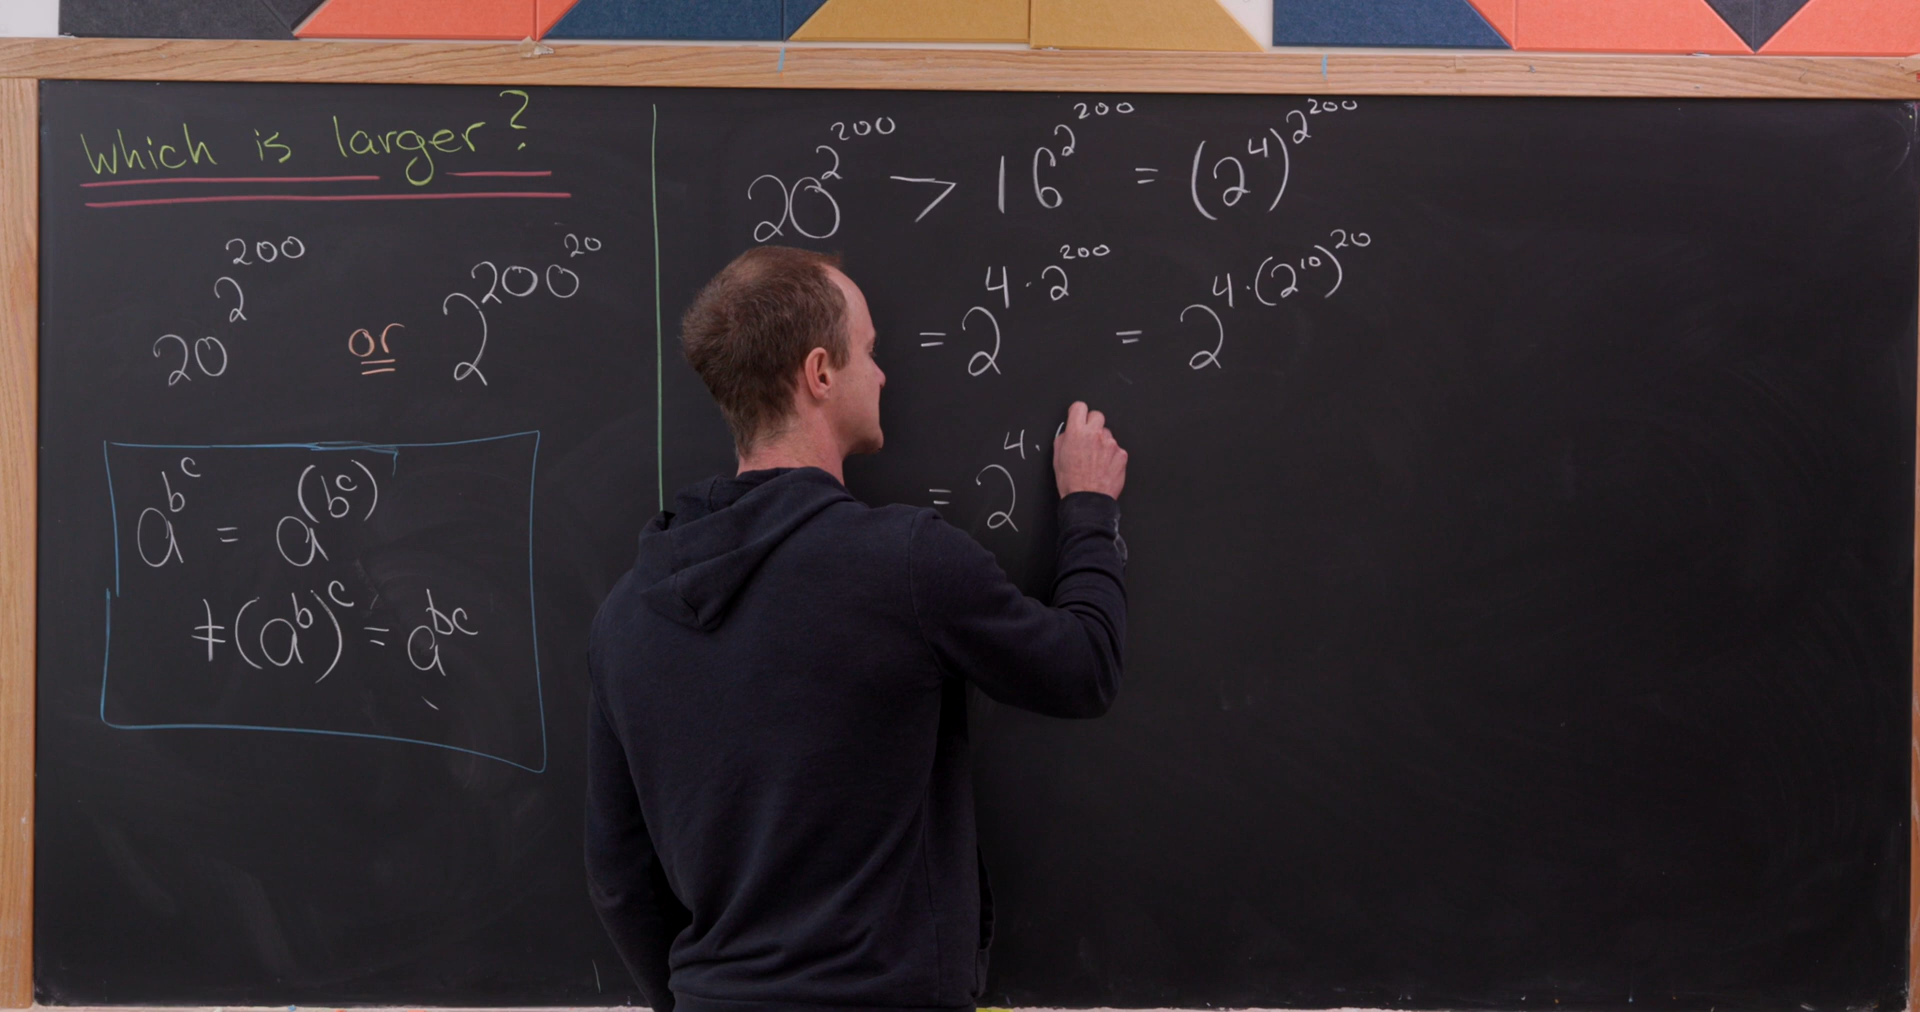 Which is larger?
20^2^200 or 2^200^20
a^b^c = a^(b^c)
≠ (a^b)^c = a^bc
20^2^200 > 16^2^200 = (2^4)^2^200
= 2^4·2^200 = 2^4·(2^10)^20
= 2^4·(